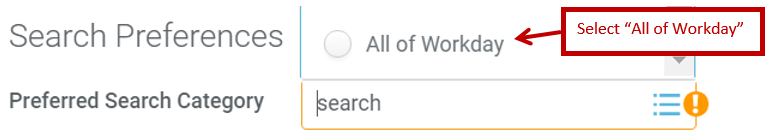 Search Preferences
All of Workday
Select “All of Workday”
Preferred Search Category
search